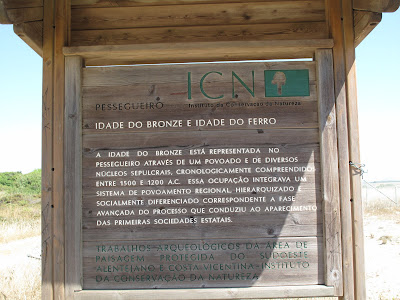 ICN
PESSEGUEIRO
Instituto da Conservação da Natureza
IDADE DO BRONZE E IDADE DO FERRO
A IDADE DO BRONZE ESTÁ REPRESENTADA NO
PESSEGUEIRO ATRAVÉS DE UM POVOADO E DE DIVERSOS
NÚCLEOS SEPULCRAIS, CRONOLOGICAMENTE COMPREENDIDOS
ENTRE 1500 E 1200 A.C. ESSA OCUPAÇÃO INTEGRAVA UM
SISTEMA DE POVOAMENTO REGIONAL, HIERARQUIZADO E
SOCIALMENTE DIFERENCIADO CORRESPONDENTE A FASE
AVANÇADA DO PROCESSO QUE CONDUZIU AO APARECIMENTO
DAS PRIMEIRAS SOCIEDADES ESTATAIS.
TRABALHOS ARQUEOLÓGICOS DA ÁREA DE
PAISAGEM PROTEGIDA DO SUDOESTE
ALENTEJANO E COSTA VICENTINA-INSTITUTO
DA CONSERVAÇÃO DA NATUREZA